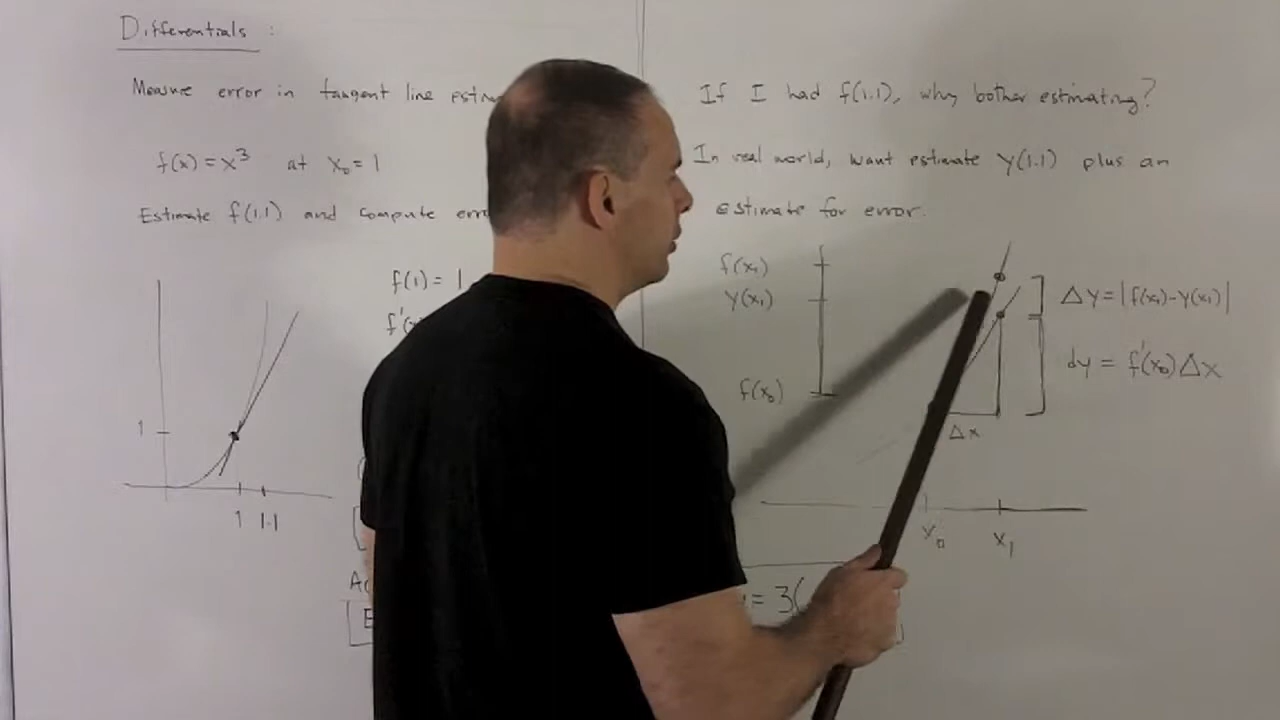 Differentials :
Measure error in tangent line
f(x) = x³ at x₀ = 1
Estimate f(1.1) and compute
f(1) = 1
1
1 1.1
If I had f(1.1), why bother estimating?
In real world, want estimate y(1.1) plus an
estimate for error.
f(x₁)
y(x₁)
f(x₀)
Δy = |f(x₁) - y(x₁)|
dy = f'(x₀) Δx
Δx
x₀ x₁
= 3(